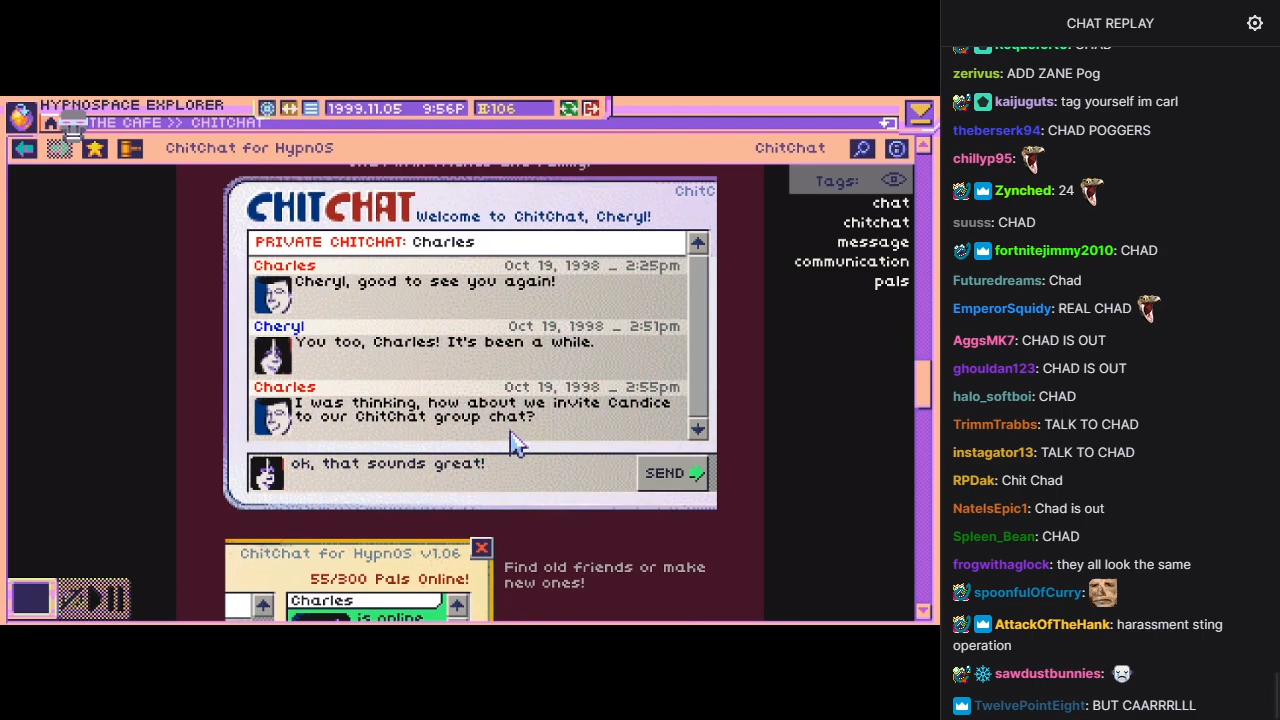 HYPNOSPACE EXPLORER
1999.11.05 9:56P
106
THE CAFE >> CHITCHAT
ChitChat for HypnOS
ChitChat
Tags:
chat
chitchat
message
communication
pals
ChitC
CHITCHAT Welcome to ChitChat, Cheryl!
PRIVATE CHITCHAT: Charles
Charles Oct 19, 1998 _ 2:25pm
Cheryl, good to see you again!
Cheryl Oct 19, 1998 _ 2:51pm
You too, Charles! It's been a while.
Charles Oct 19, 1998 _ 2:55pm
I was thinking, how about we invite Candice
to our ChitChat group chat?
ok, that sounds great!
SEND
ChitChat for HypnOS v1.06
55/300 Pals Online!
Charles
is online
Find old friends or make
new ones!
CHAT REPLAY
zerivus: ADD ZANE Pog
kaijuguts: tag yourself im carl
theberserk94: CHAD POGGERS
chillyp95:
Zynched: 24
suuss: CHAD
fortnitejimmy2010: CHAD
Futuredreams: Chad
EmperorSquidy: REAL CHAD
AggsMK7: CHAD IS OUT
ghouldan123: CHAD IS OUT
halo_softboi: CHAD
TrimmTrabbs: TALK TO CHAD
instagator13: TALK TO CHAD
RPDak: Chit Chad
NateIsEpic1: Chad is out
Spleen_Bean: CHAD
frogwithaglock: they all look the same
spoonfulOfCurry:
AttackOfTheHank: harassment sting
operation
sawdustbunnies:
TwelvePointEight: BUT CAARRRLLL